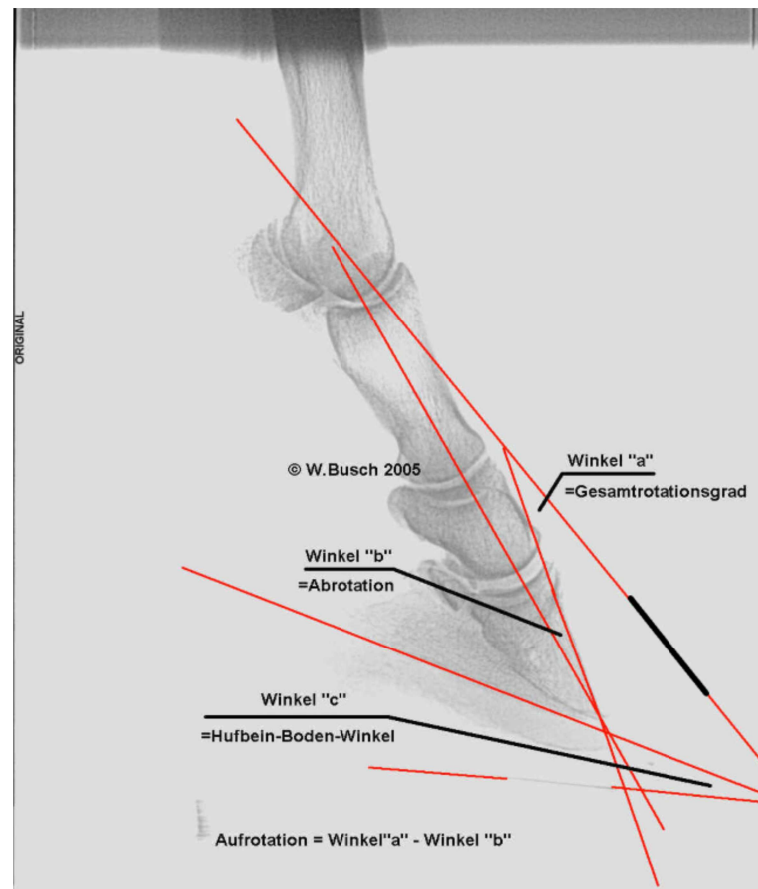 ORIGINAL
© W.Busch 2005
Winkel "a"
=Gesamtrotationsgrad
Winkel "b"
=Abrotation
Winkel "c"
=Hufbein-Boden-Winkel
Aufrotation = Winkel"a" - Winkel "b"